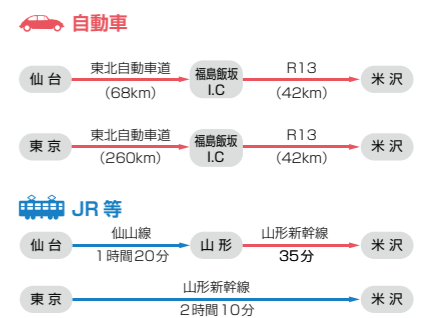 自動車
仙台 東北自動車道 (68km) 福島飯坂I.C R13 (42km) 米沢
東京 東北自動車道 (260km) 福島飯坂I.C R13 (42km) 米沢
JR等
仙台 仙山線 1時間20分 山形 山形新幹線 35分 米沢
東京 山形新幹線 2時間10分 米沢